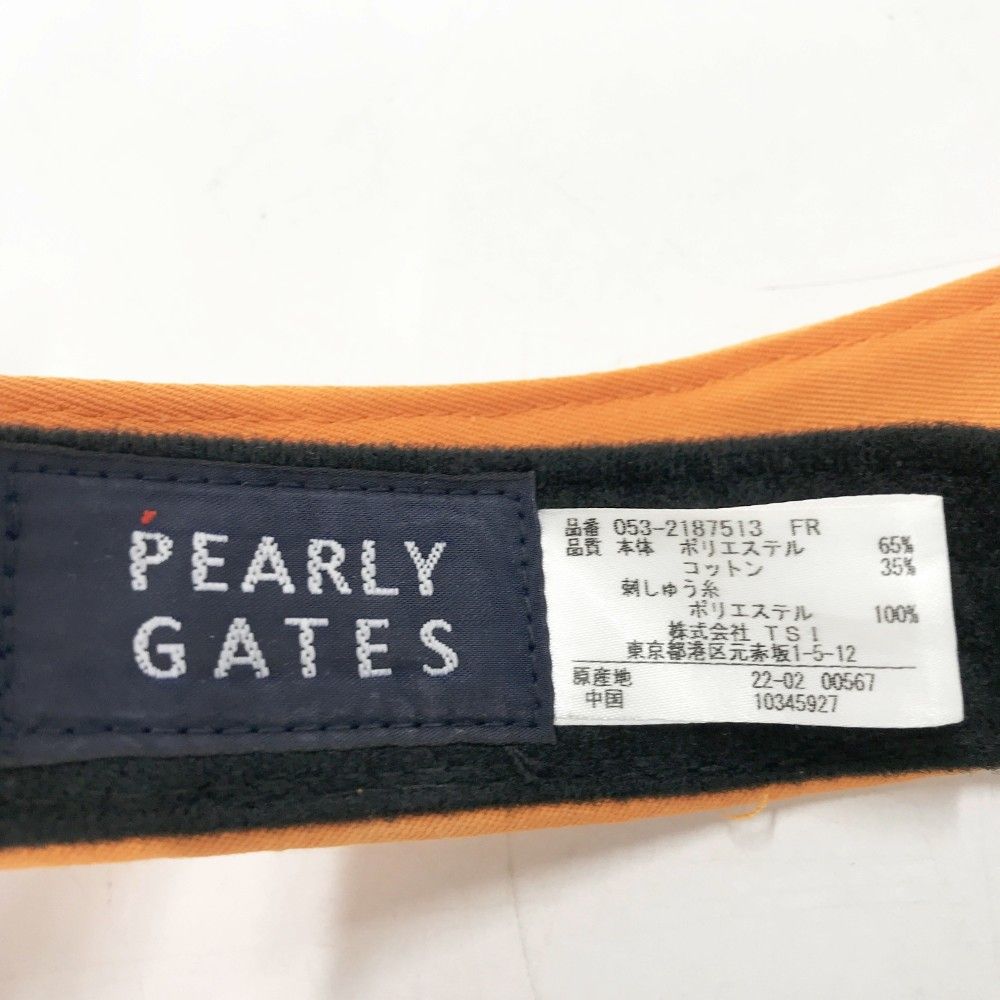 PEARLY
GATES
品番 053-2187513 FR
品質 本体 ポリエステル 65%
コットン 35%
刺しゅう糸
ポリエステル 100%
株式会社 TSI
東京都港区元赤坂1-5-12
原産地 22-02 00567
中国 10345927